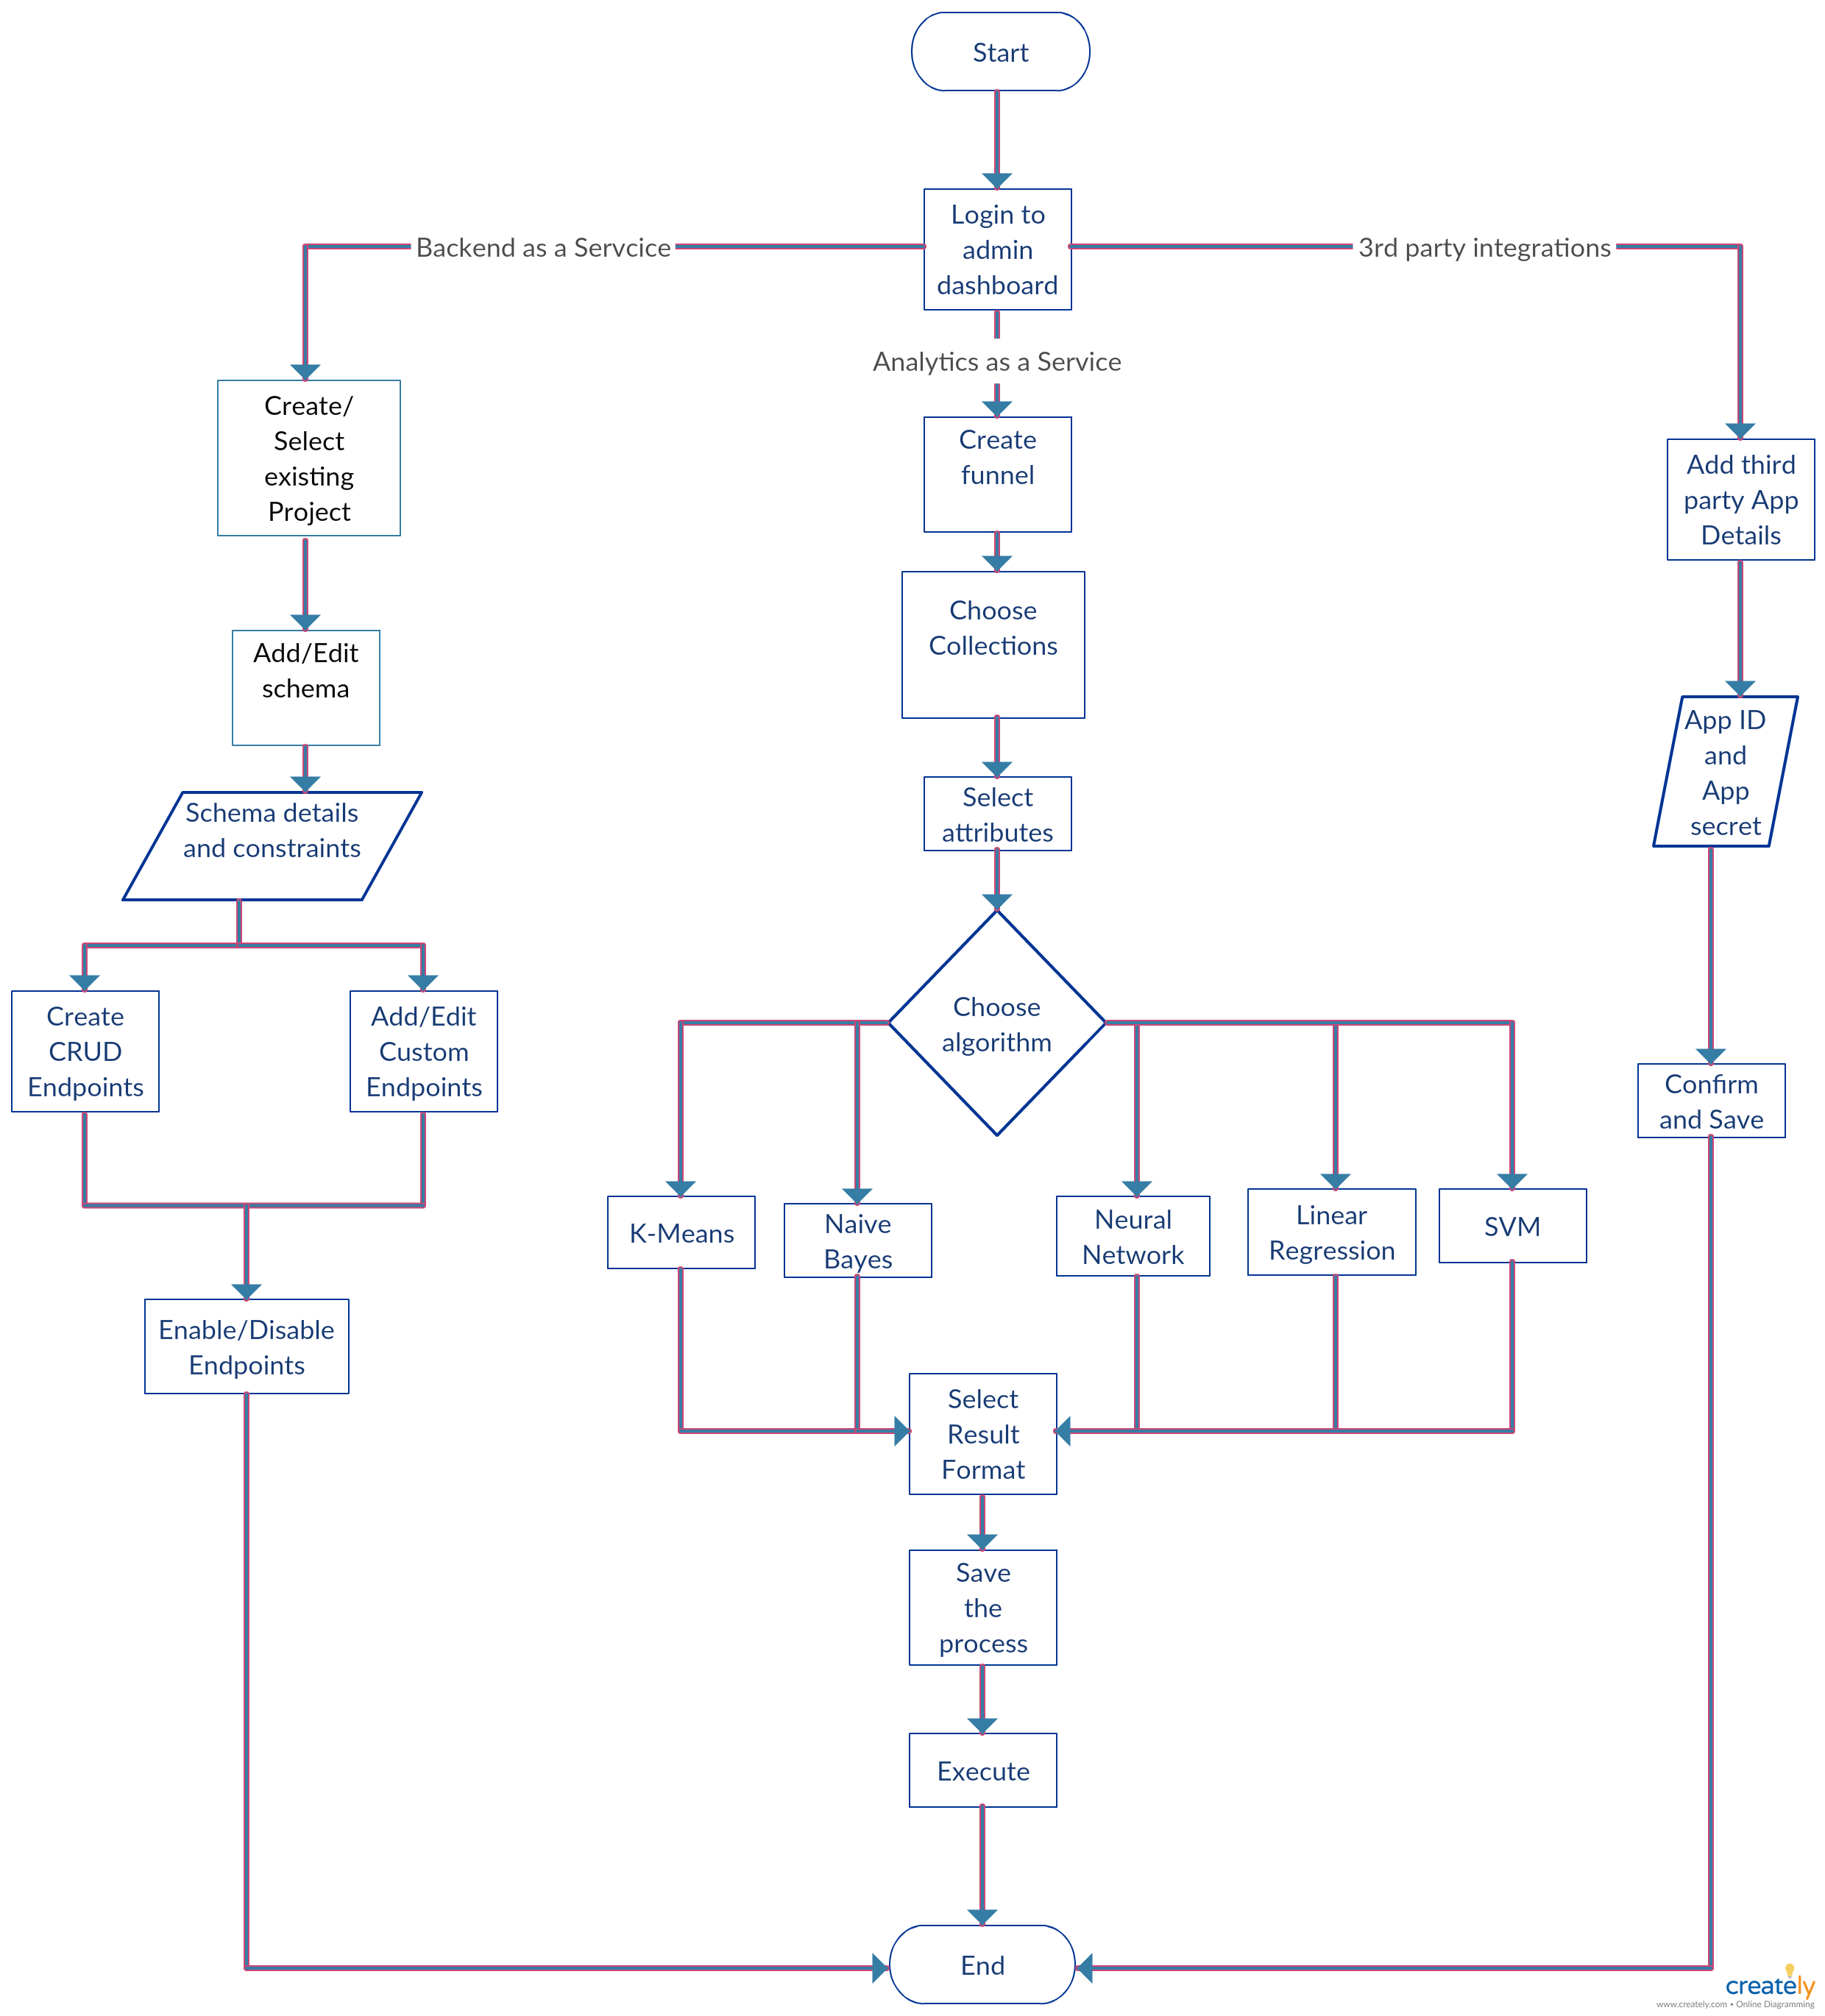 Start
Login to
admin
dashboard
Backend as a Servcice
3rd party integrations
Analytics as a Service
Create/
Select
existing
Project
Create
funnel
Add third
party App
Details
Choose
Collections
Add/Edit
schema
App ID
and
App
secret
Schema details
and constraints
Select
attributes
Choose
algorithm
Create
CRUD
Endpoints
Add/Edit
Custom
Endpoints
Confirm
and Save
K-Means
Naive
Bayes
Neural
Network
Linear
Regression
SVM
Enable/Disable
Endpoints
Select
Result
Format
Save
the
process
Execute
End
creately
www.creately.com • Online Diagramming